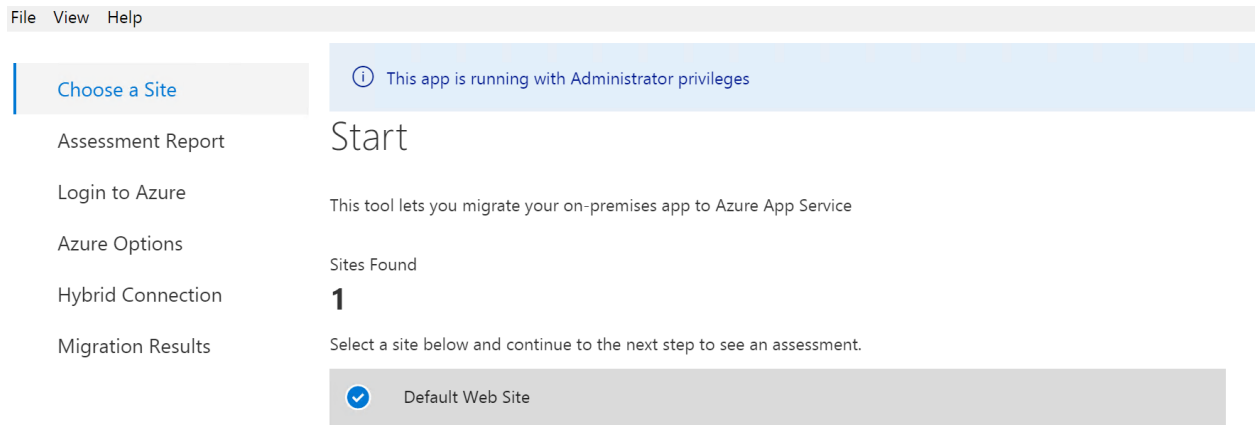 File View Help
Choose a Site
Assessment Report
Login to Azure
Azure Options
Hybrid Connection
Migration Results
This app is running with Administrator privileges
Start
This tool lets you migrate your on-premises app to Azure App Service
Sites Found
1
Select a site below and continue to the next step to see an assessment.
Default Web Site